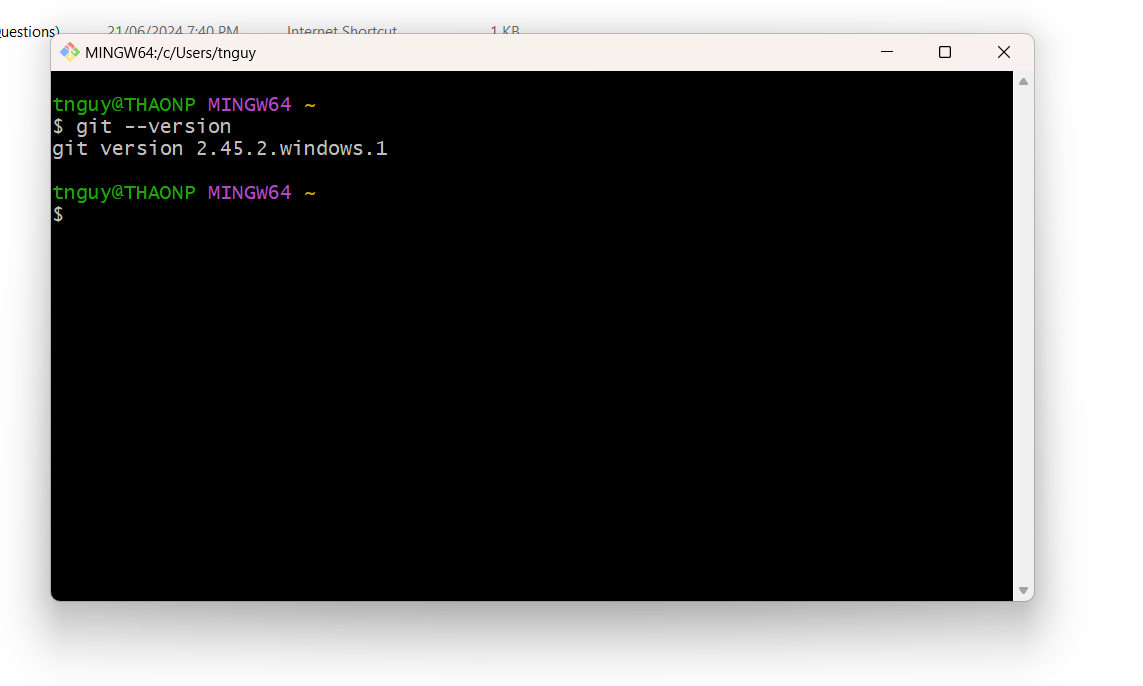 uestions) 21/06/2024 7:40 PM Internet Shortcut 1 KB
MINGW64:/c/Users/tnguy
tnguy@THAONP MINGW64 ~
$ git --version
git version 2.45.2.windows.1
tnguy@THAONP MINGW64 ~
$